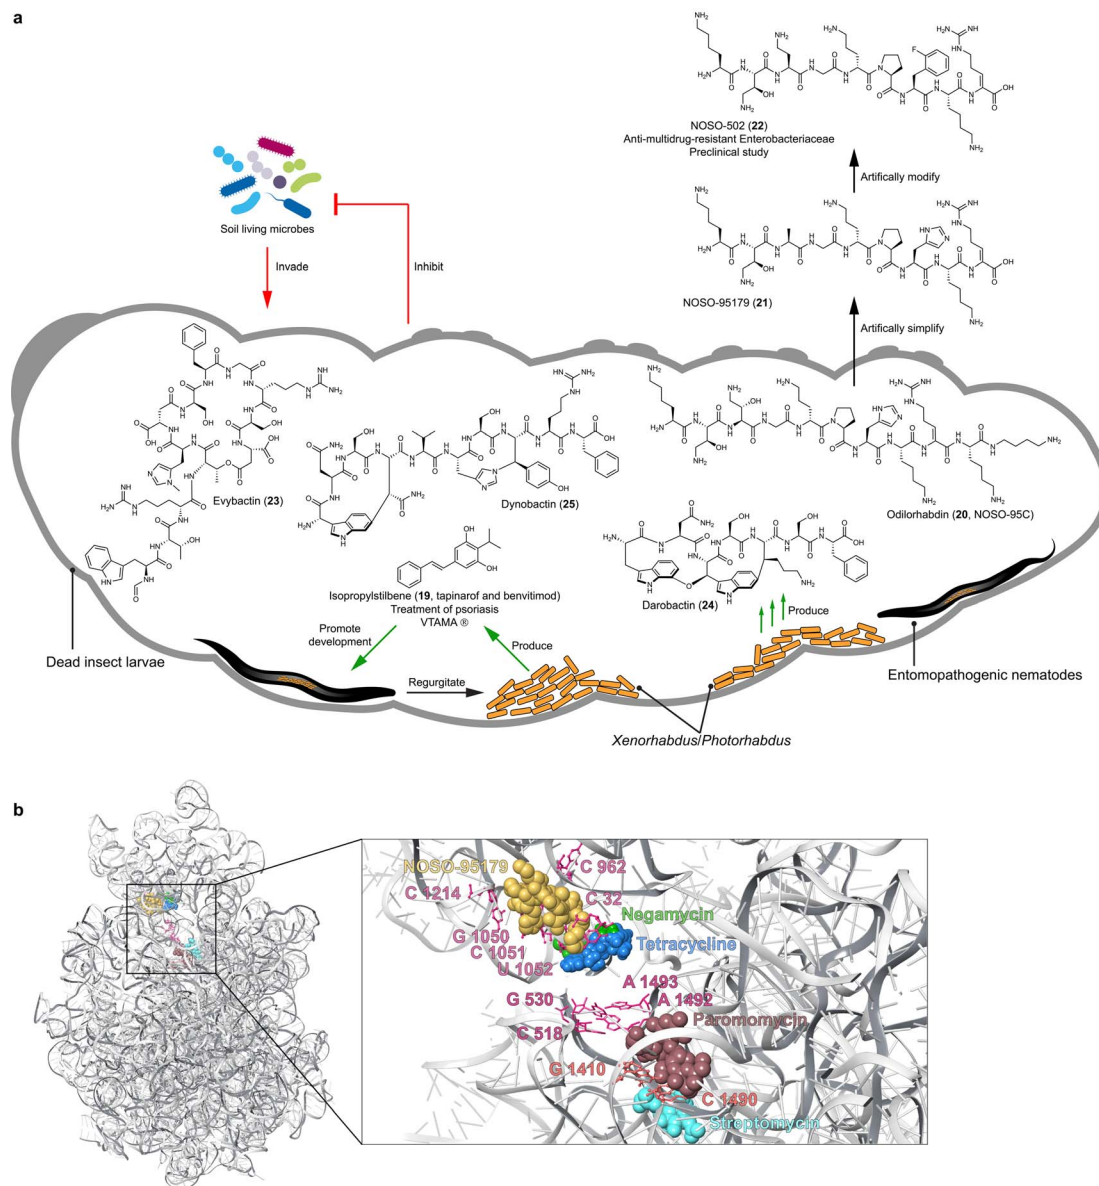 a
NOSO-502 (22)
Anti-multidrug-resistant Enterobacteriaceae
Preclinical study
Artifically modify
Soil living microbes
Invade
Inhibit
NOSO-95179 (21)
Artifically simplify
Evybactin (23)
Dynobactin (25)
Odilorhabdin (20, NOSO-95C)
Isopropylstilbene (19, tapinarof and benvitimod)
Treatment of psoriasis
VTAMA ®
Darobactin (24)
Promote
development
Produce
Produce
Dead insect larvae
Regurgitate
Entomopathogenic nematodes
Xenorhabdus/Photorhabdus
b
NOSO-95179
C 962
C 1214
C 32
Negamycin
G 1050
C 1051
Tetracycline
U 1052
A 1493
G 530
A 1492
Paromomycin
C 518
G 1410
C 1490
Streptomycin